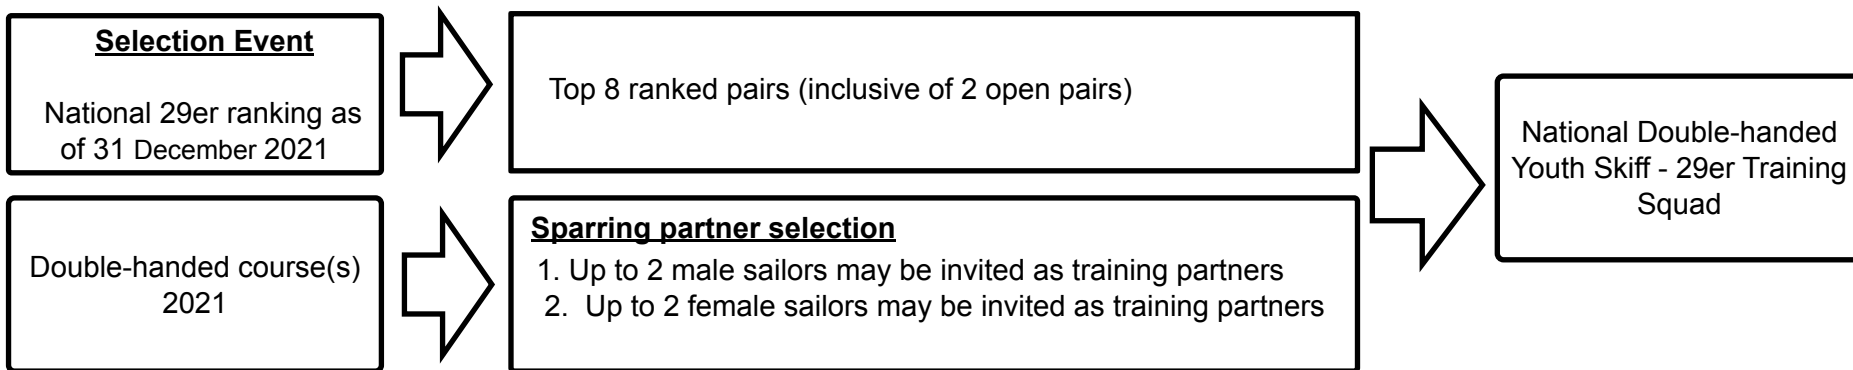 Selection Event
National 29er ranking as
of 31 December 2021
Top 8 ranked pairs (inclusive of 2 open pairs)
Double-handed course(s)
2021
Sparring partner selection
1. Up to 2 male sailors may be invited as training partners
2. Up to 2 female sailors may be invited as training partners
National Double-handed
Youth Skiff - 29er Training
Squad